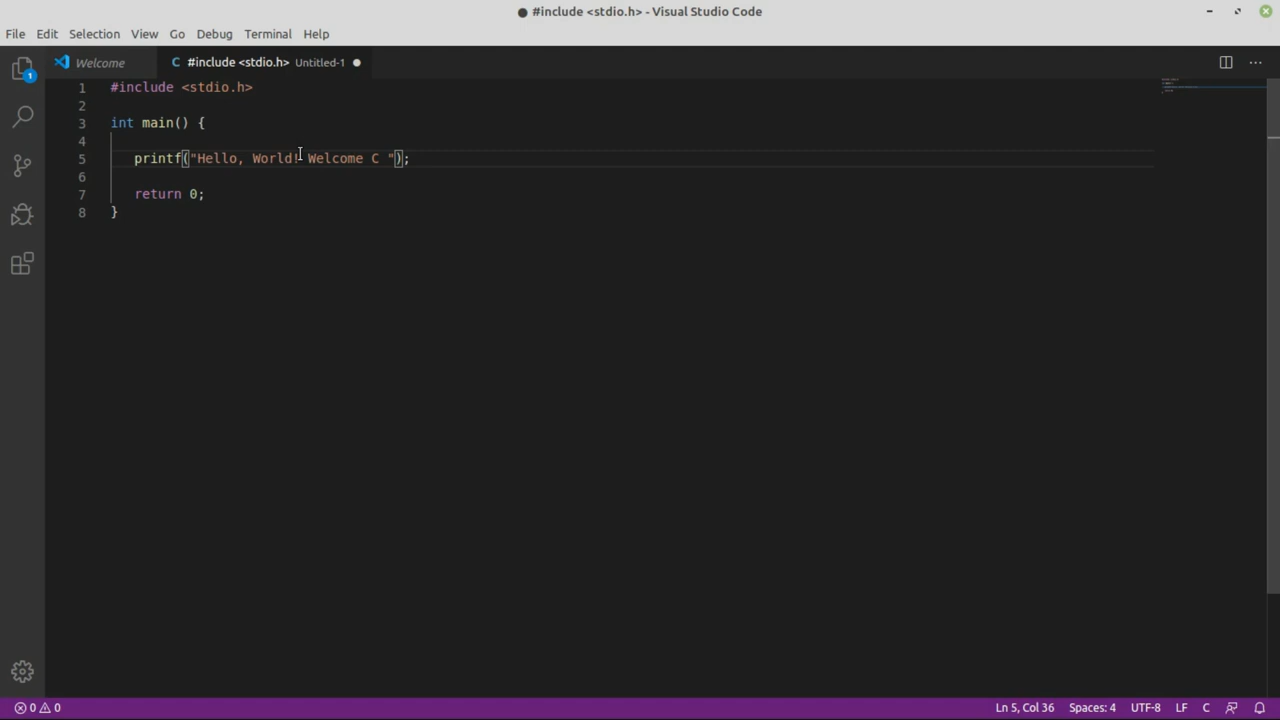 ● #include <stdio.h> - Visual Studio Code
File Edit Selection View Go Debug Terminal Help
Welcome
C #include <stdio.h> Untitled-1 ●
1 #include <stdio.h>
2
3 int main() {
4
5 printf("Hello, World! Welcome C ");
6
7 return 0;
8 }
1
0 0 Ln 5, Col 36 Spaces: 4 UTF-8 LF C